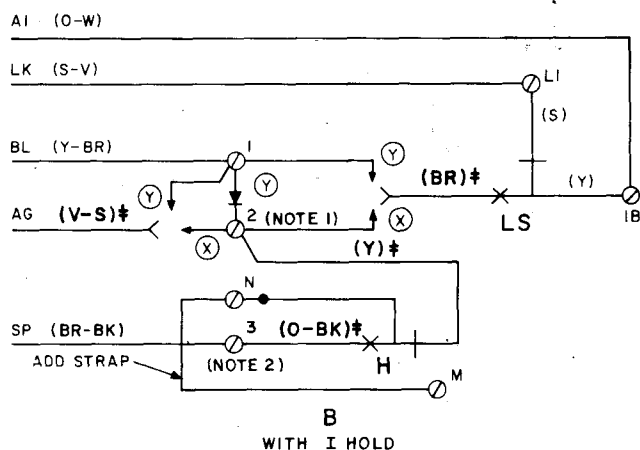 A1 (O-W)
LK (S-V)
L1
(S)
BL (Y-BR)
1
Y
Y
Y
(BR)‡
(Y)
AG (V-S)‡
2 (NOTE 1)
X
X
LS
1B
(Y)‡
N
SP (BR-BK)
3
(O-BK)‡
ADD STRAP
(NOTE 2)
H
M
B
WITH I HOLD